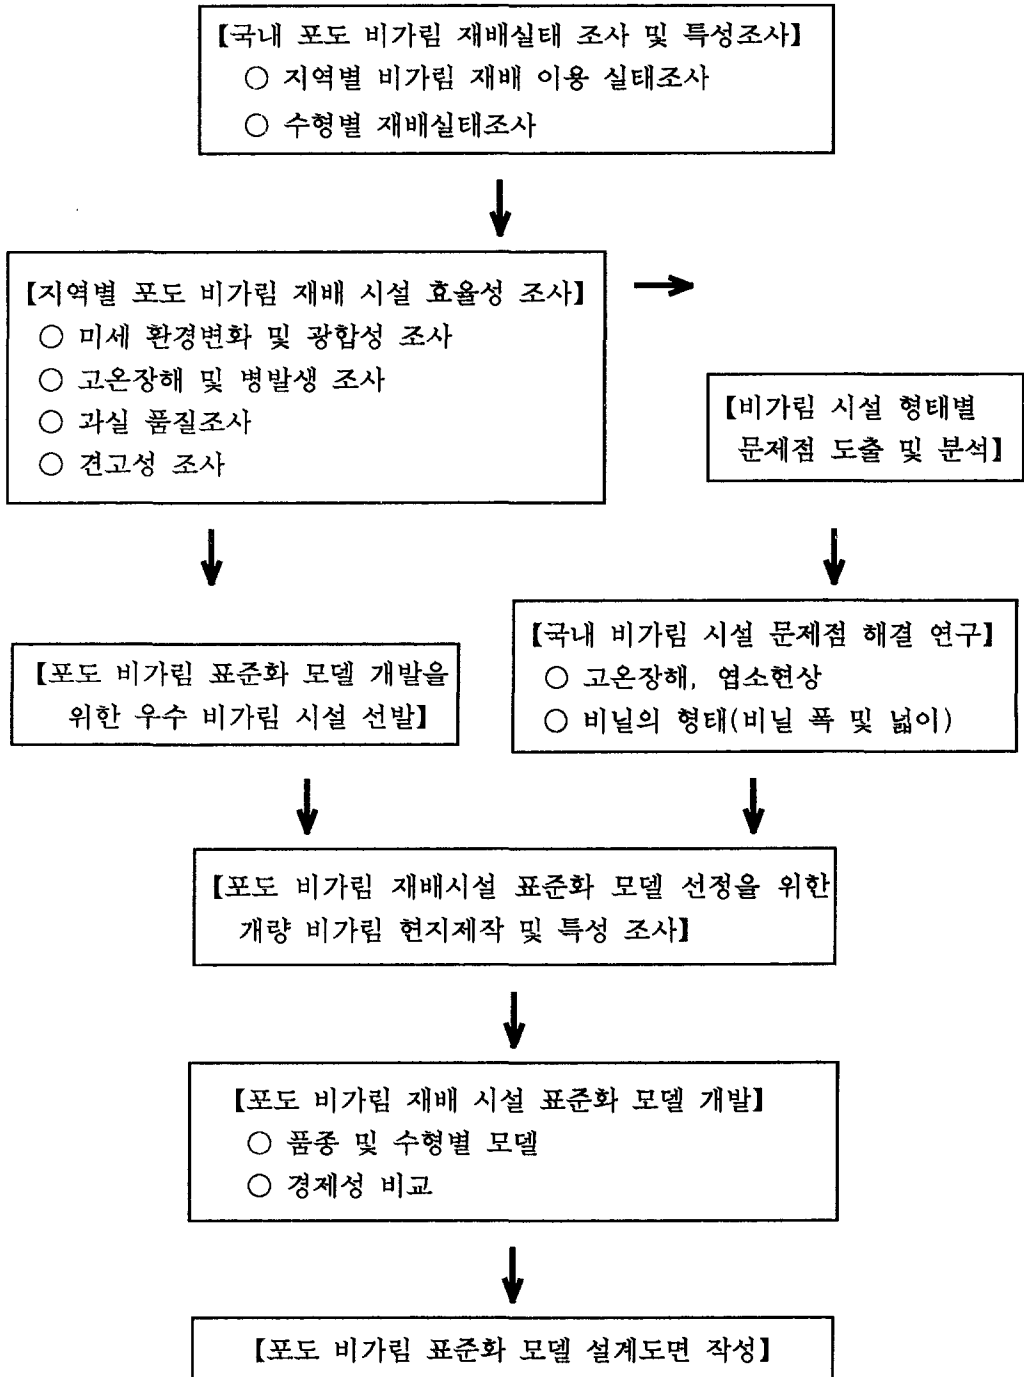 【국내 포도 비가림 재배실태 조사 및 특성조사】
○ 지역별 비가림 재배 이용 실태조사
○ 수형별 재배실태조사
【지역별 포도 비가림 재배 시설 효율성 조사】
○ 미세 환경변화 및 광합성 조사
○ 고온장해 및 병발생 조사
○ 과실 품질조사
○ 견고성 조사
【비가림 시설 형태별
문제점 도출 및 분석】
【포도 비가림 표준화 모델 개발을
위한 우수 비가림 시설 선발】
【국내 비가림 시설 문제점 해결 연구】
○ 고온장해, 엽소현상
○ 비닐의 형태(비닐 폭 및 넓이)
【포도 비가림 재배시설 표준화 모델 선정을 위한
개량 비가림 현지제작 및 특성 조사】
【포도 비가림 재배 시설 표준화 모델 개발】
○ 품종 및 수형별 모델
○ 경제성 비교
【포도 비가림 표준화 모델 설계도면 작성】